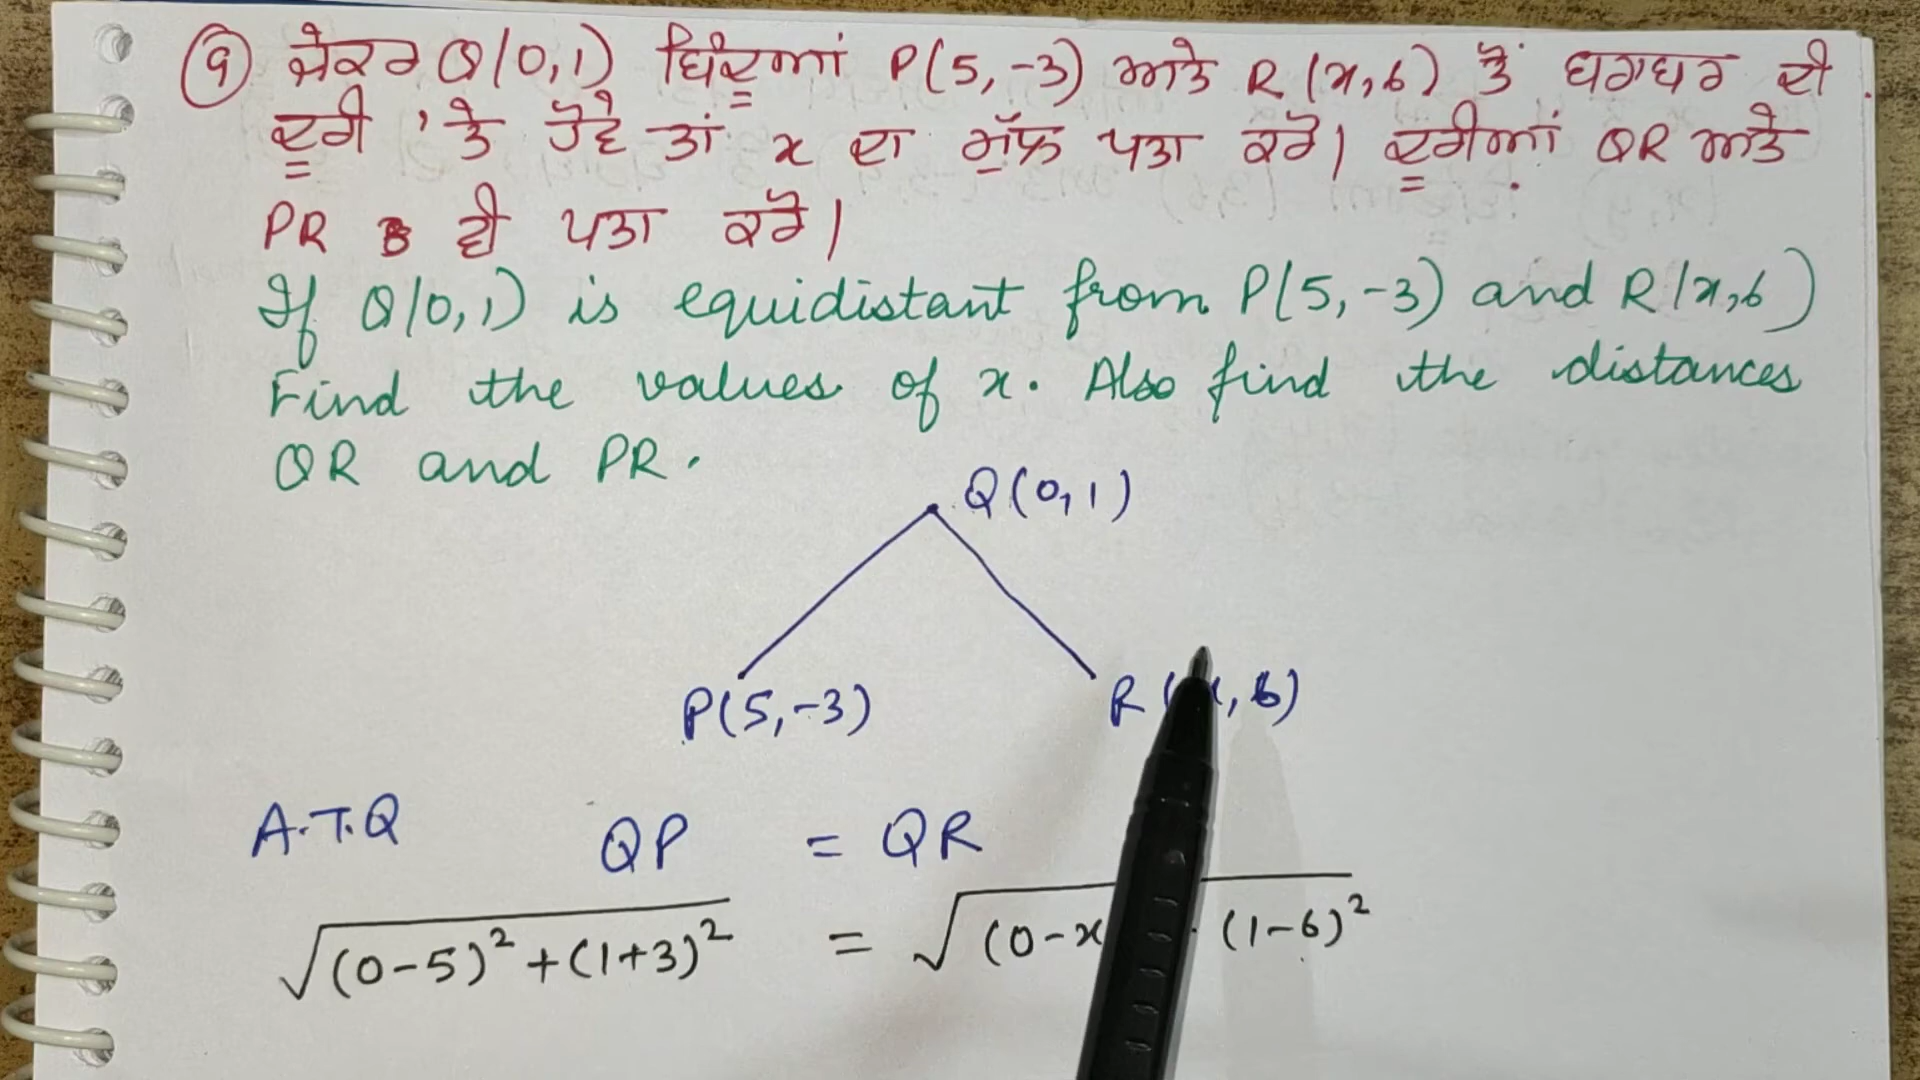 9 ਜੇਕਰ Q(0,1) ਬਿੰਦੂਆਂ P(5,-3) ਅਤੇ R(x,6) ਤੋਂ ਬਰਾਬਰ ਦੀ
ਦੂਰੀ 'ਤੇ ਹੋਵੇ ਤਾਂ x ਦਾ ਮੁੱਲ ਪਤਾ ਕਰੋ। ਦੂਰੀਆਂ QR ਅਤੇ
PR ਵੀ ਪਤਾ ਕਰੋ।
If Q(0,1) is equidistant from P(5,-3) and R(x,6)
Find the values of x. Also find the distances
QR and PR.
Q(0,1)
P(5,-3) R(x,6)
A.T.Q QP = QR
√(0-5)²+(1+3)² = √(0-x (1-6)²